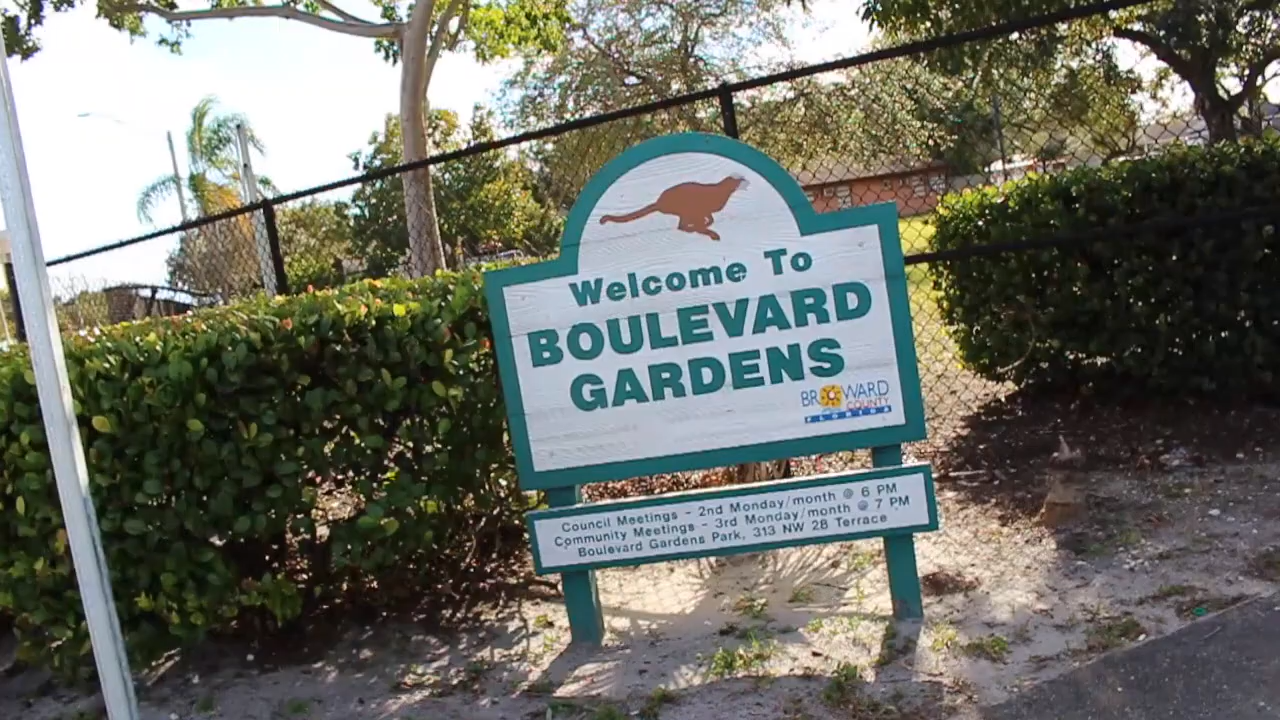 Welcome To
BOULEVARD
GARDENS
BROWARD
COUNTY
FLORIDA
Council Meetings - 2nd Monday/month @ 6 PM
Community Meetings - 3rd Monday/month @ 7 PM
Boulevard Gardens Park, 313 NW 28 Terrace